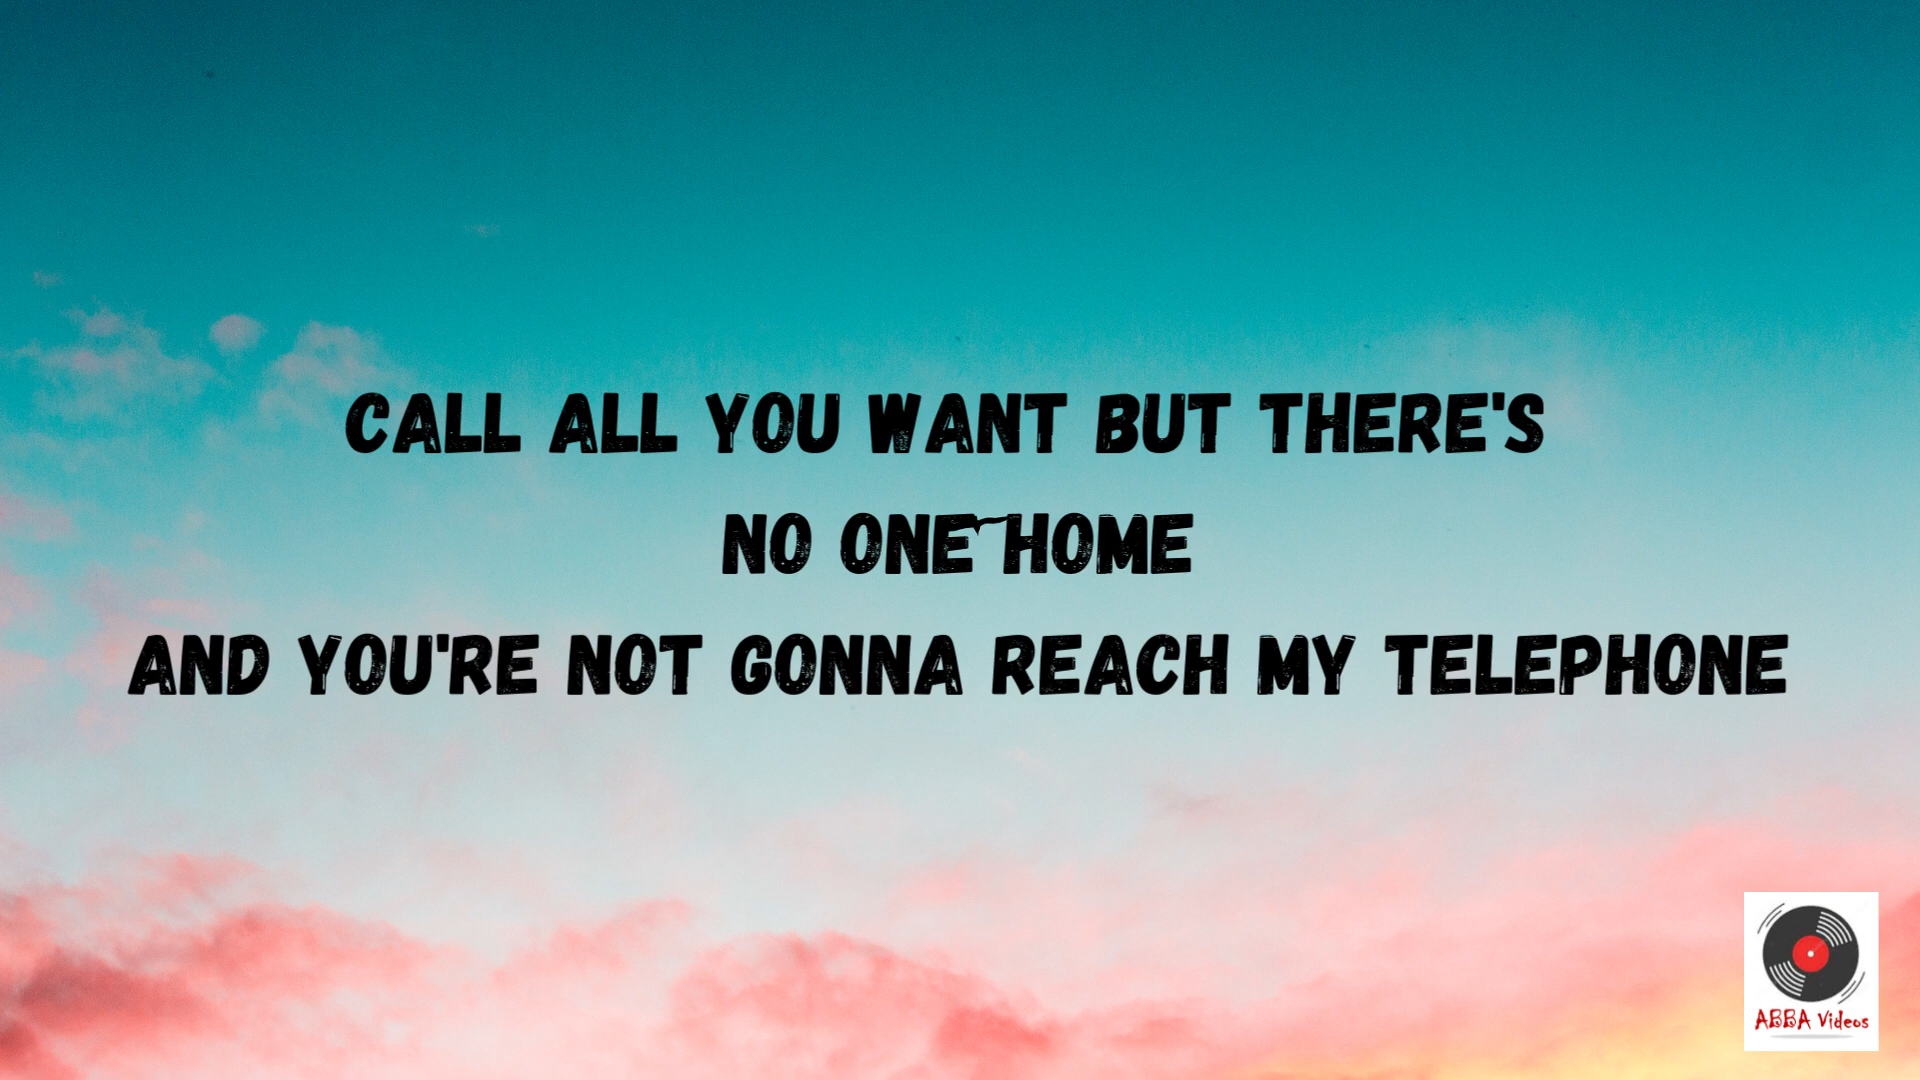 CALL ALL YOU WANT BUT THERE'S
NO ONE HOME
AND YOU'RE NOT GONNA REACH MY TELEPHONE
ABBA Videos